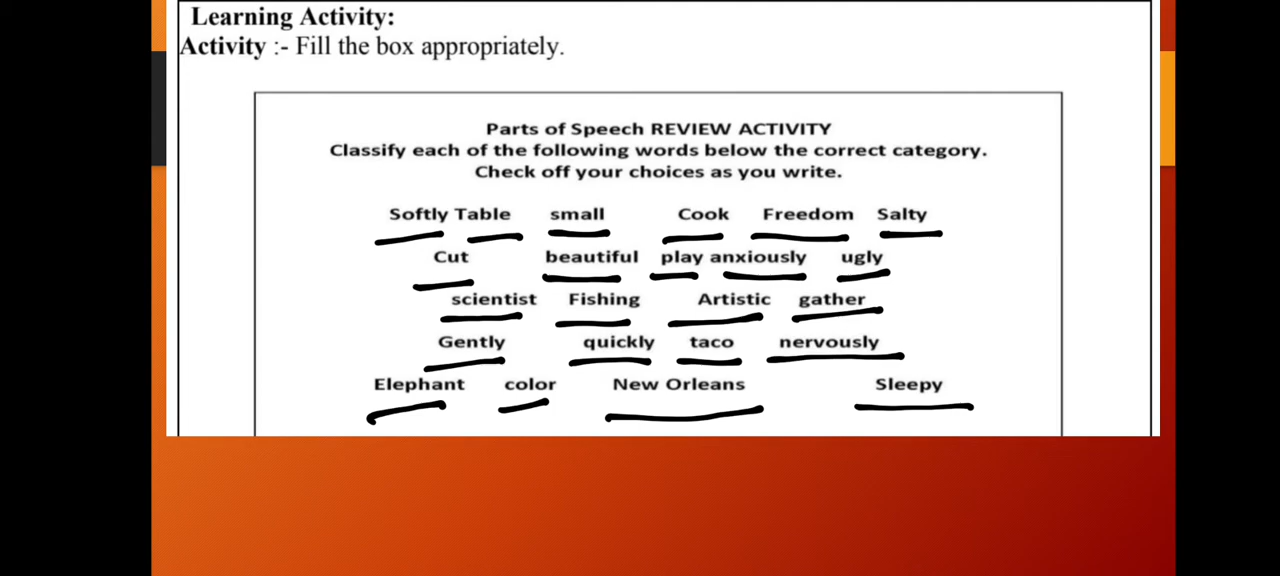 Learning Activity:
Activity :- Fill the box appropriately.
Parts of Speech REVIEW ACTIVITY
Classify each of the following words below the correct category.
Check off your choices as you write.
Softly Table small Cook Freedom Salty
Cut beautiful play anxiously ugly
scientist Fishing Artistic gather
Gently quickly taco nervously
Elephant color New Orleans Sleepy